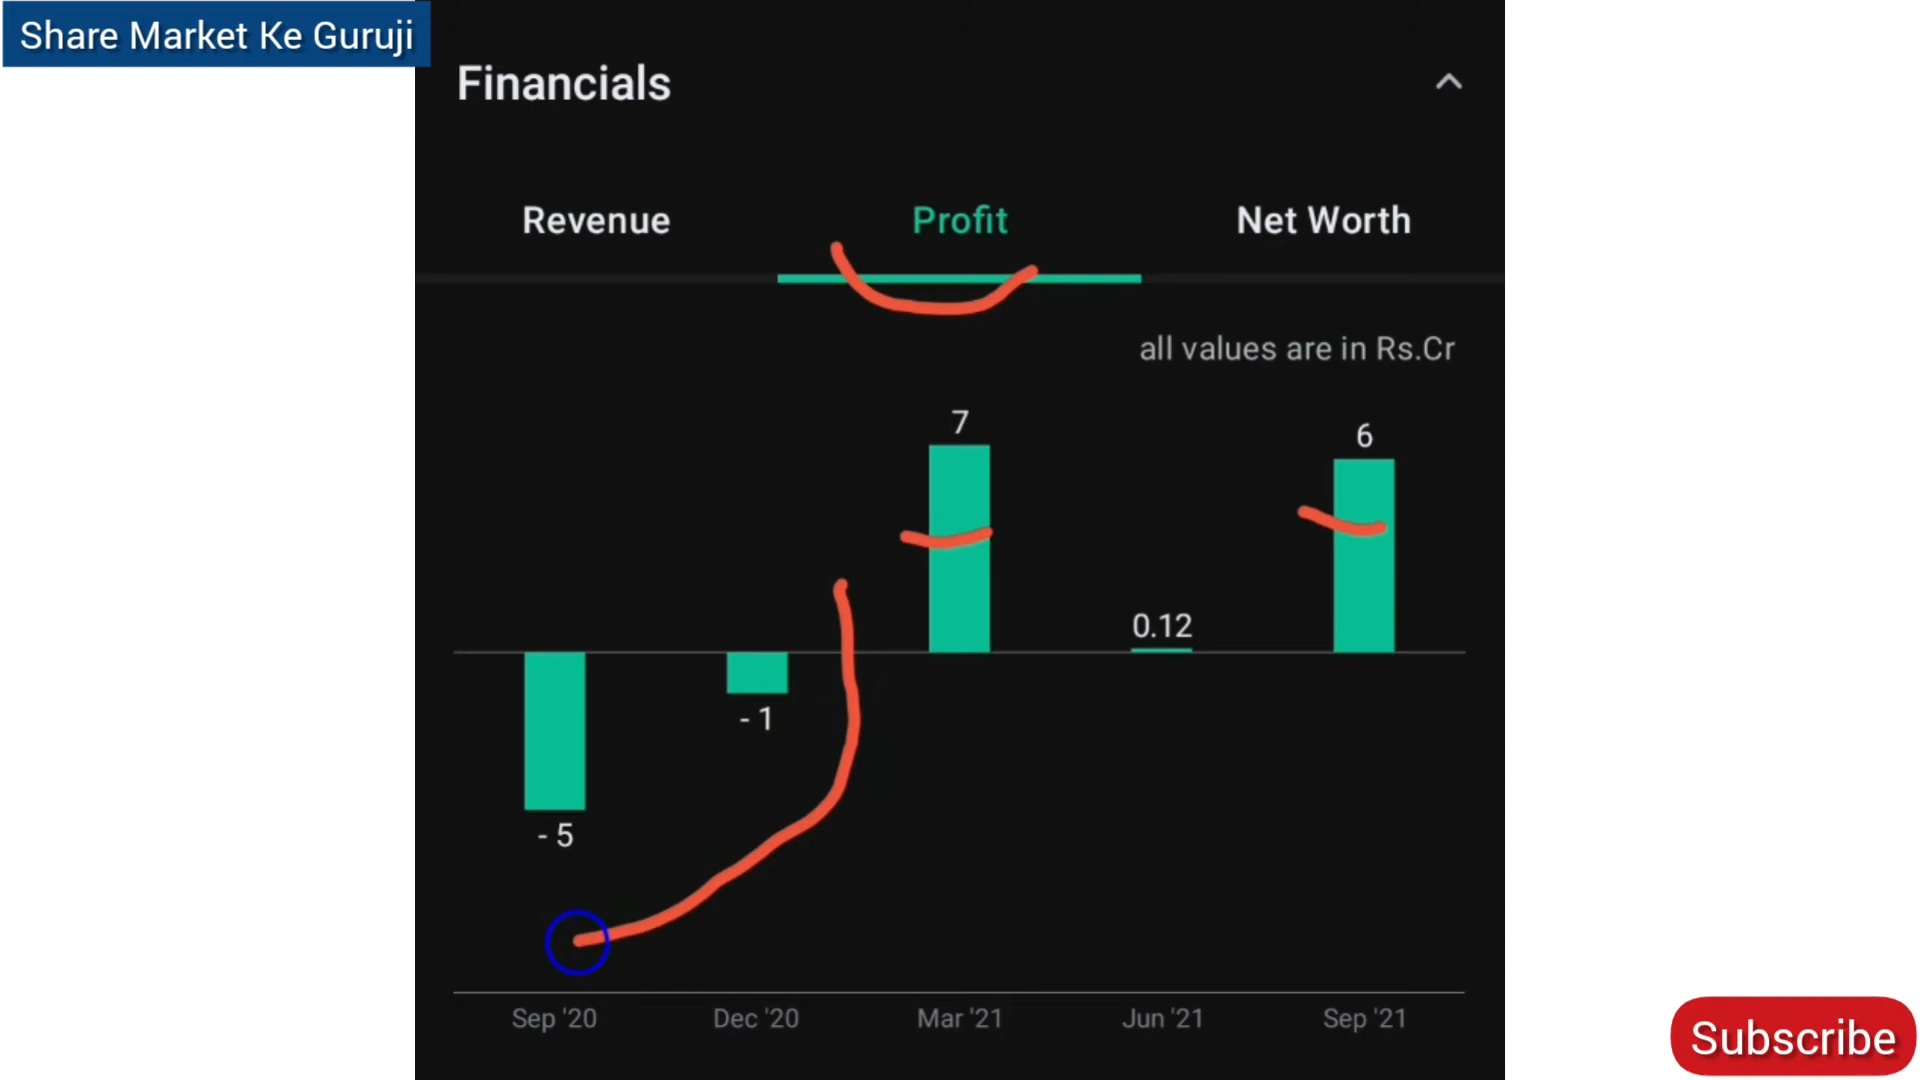 Share Market Ke Guruji
Financials
Revenue Profit Net Worth
all values are in Rs.Cr
7
6
0.12
- 1
- 5
Sep '20 Dec '20 Mar '21 Jun '21 Sep '21
Subscribe